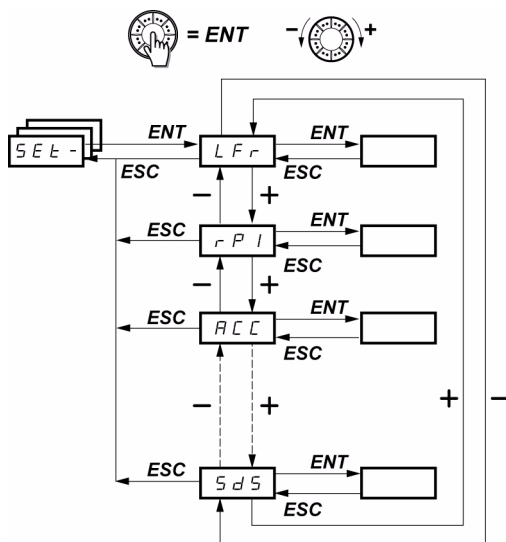 = ENT - +
ENT
SEt- LFr ENT
ESC ESC
- +
ESC rPI ENT
ESC
- +
ESC ACC ENT
ESC
- + + -
ESC SdS ENT
ESC